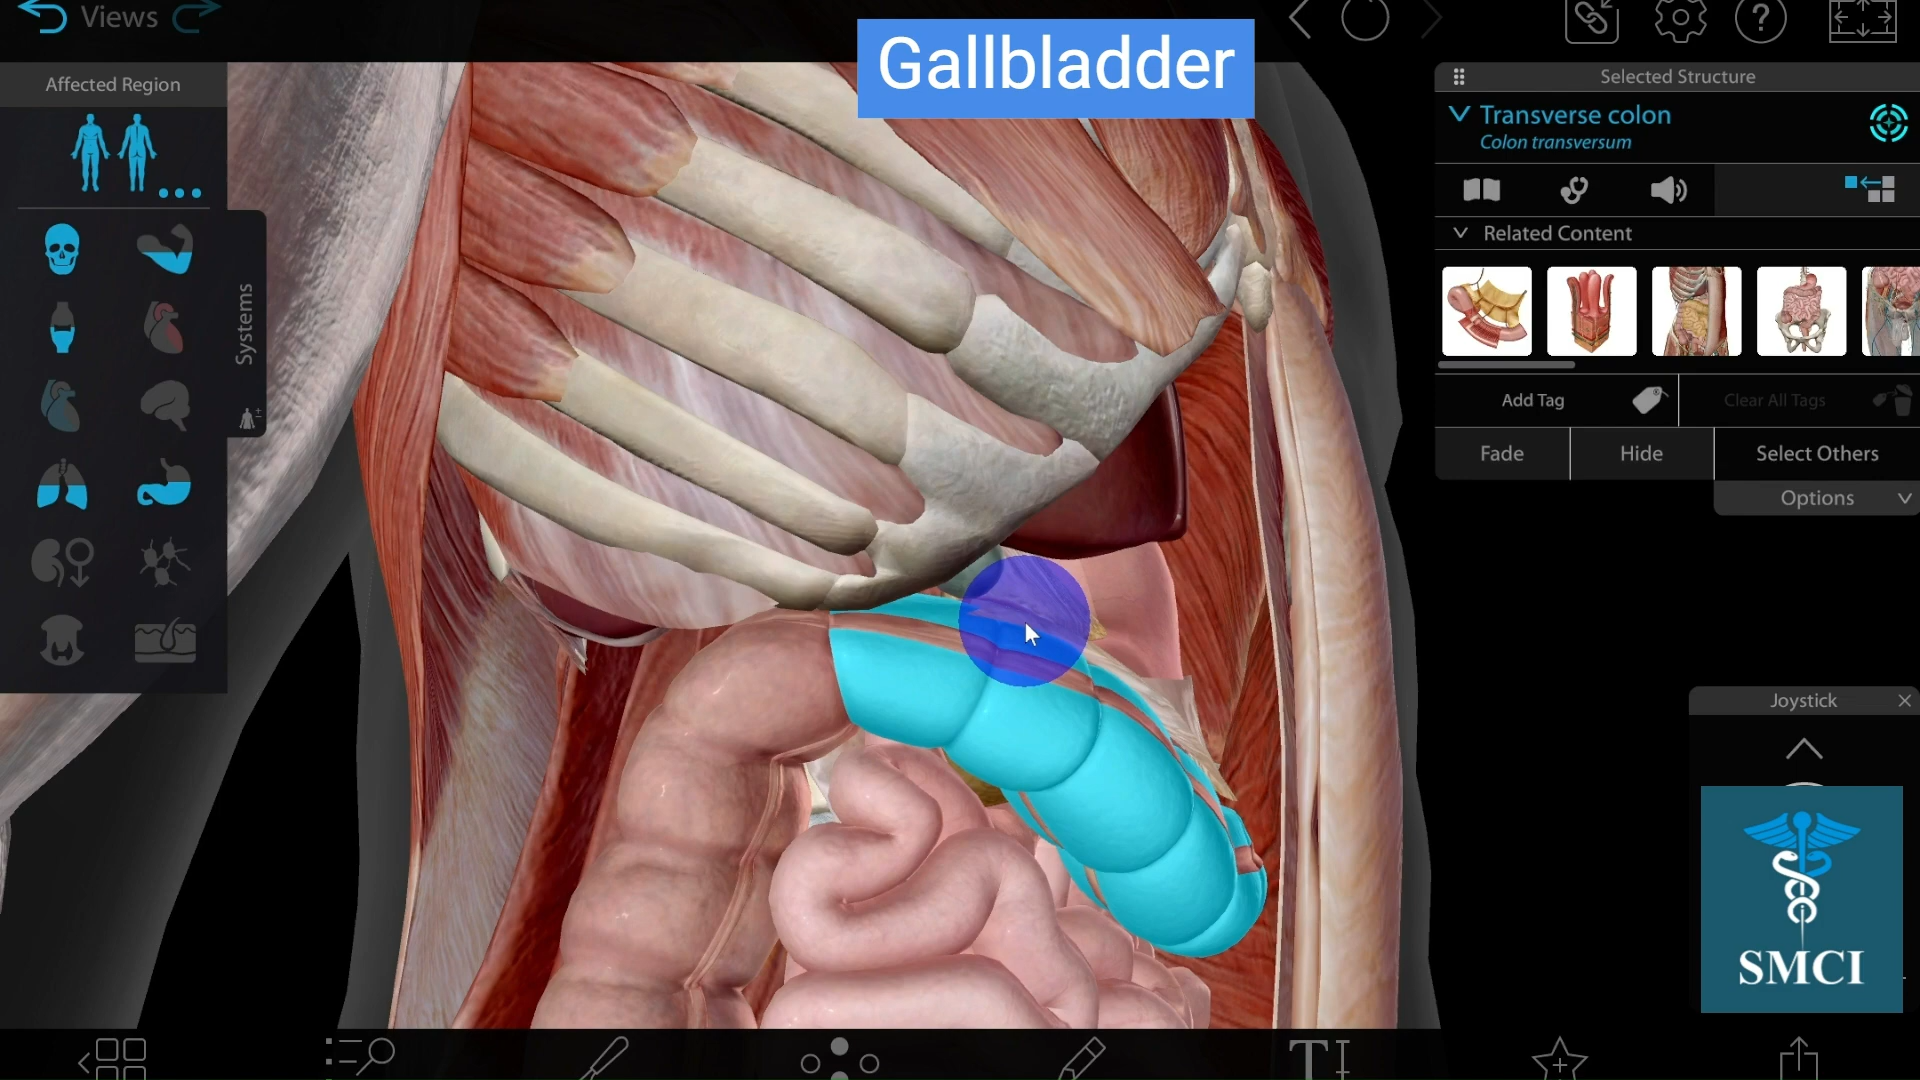 Views
Gallbladder
Affected Region
Systems
Selected Structure
Transverse colon
Colon transversum
Related Content
Add Tag
Clear All Tags
Fade
Hide
Select Others
Options
Joystick
SMCI